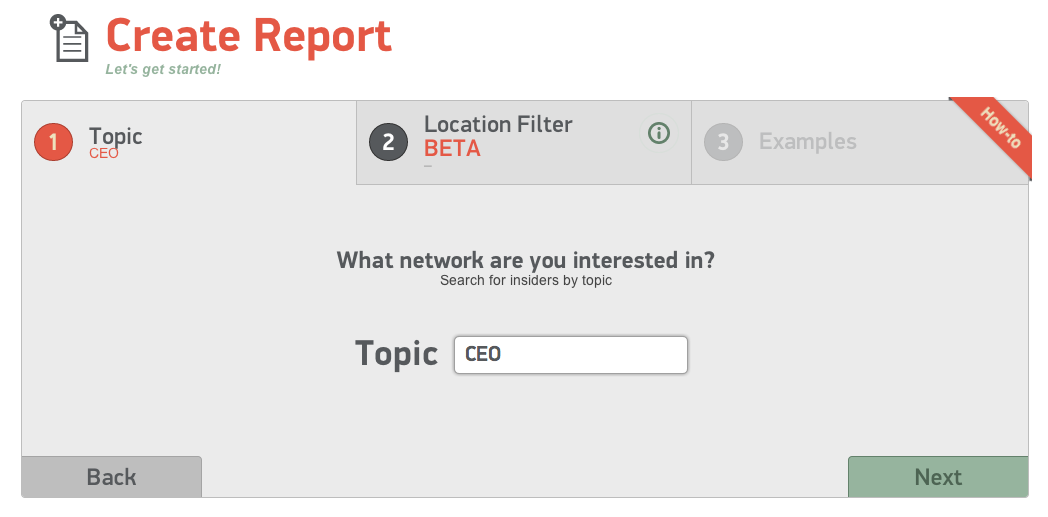 Create Report
Let's get started!
1
Topic
CEO
2
Location Filter
BETA
–
3
Examples
How-to
What network are you interested in?
Search for insiders by topic
Topic
CEO
Back
Next